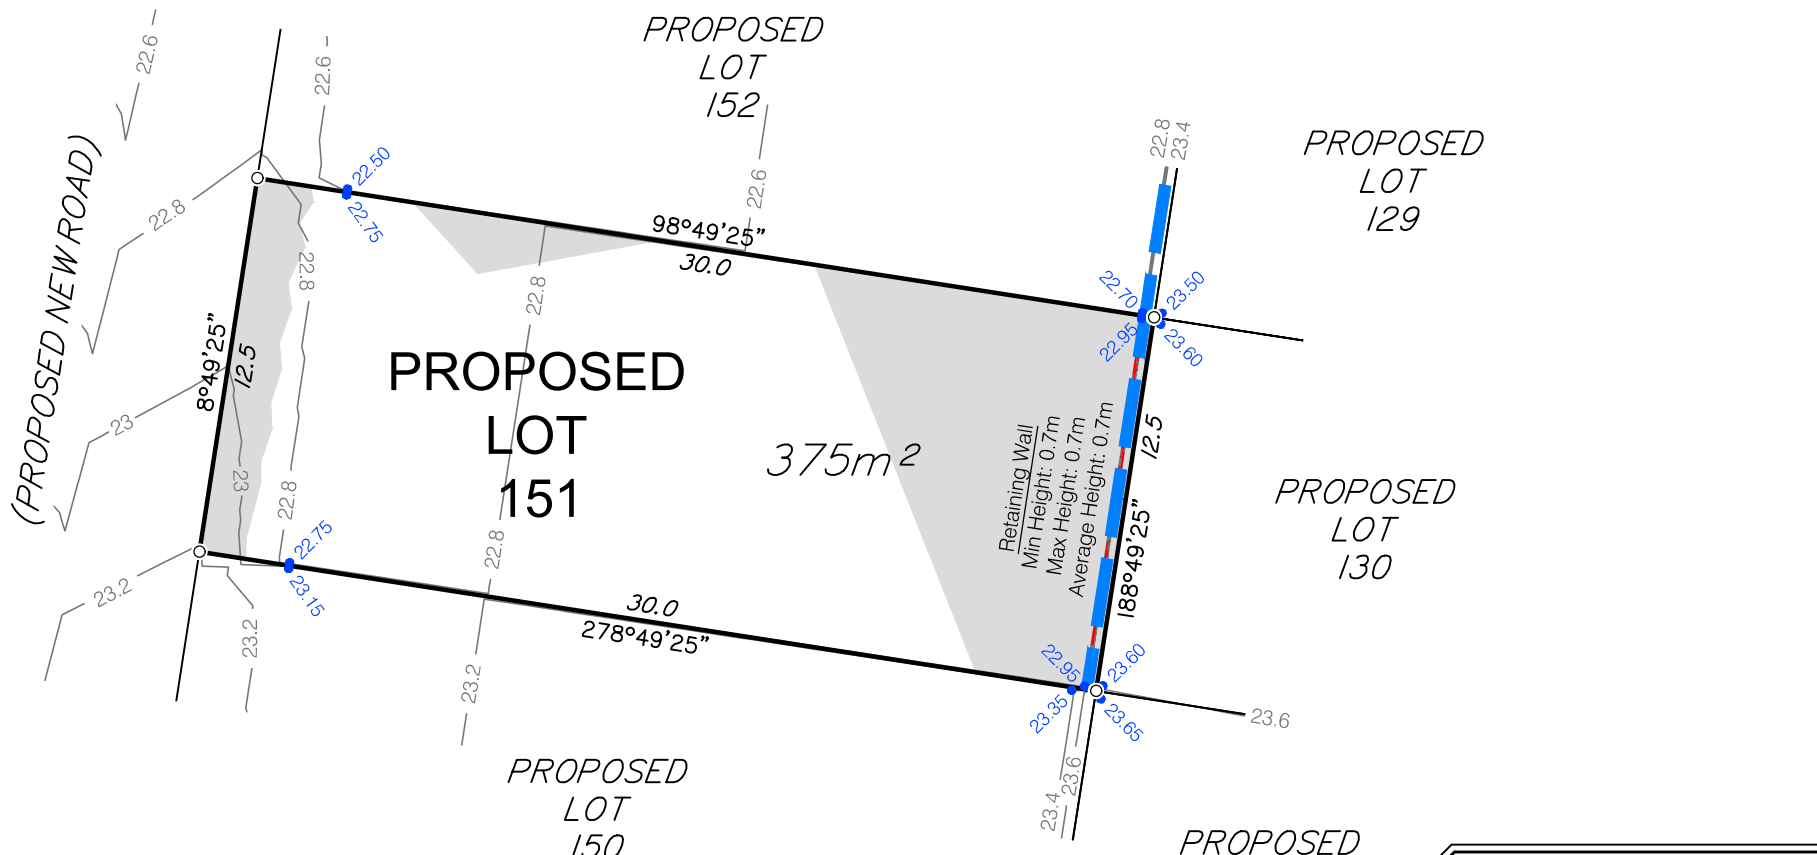 PROPOSED
LOT
152
PROPOSED
LOT
129
PROPOSED
LOT
130
PROPOSED
LOT
150
PROPOSED
PROPOSED
LOT
151
375m²
(PROPOSED NEW ROAD)
98°49'25"
30.0
8°49'25"
12.5
30.0
278°49'25"
188°49'25"
12.5
Retaining Wall
Min Height: 0.7m
Max Height: 0.7m
Average Height: 0.7m
22.50
22.75
22.75
23.15
22.70
22.95
23.50
23.60
22.95
23.35
23.60
23.65
22.6
22.6
22.6
22.8
23.4
22.8
22.8
22.8
23
23
22.8
22.8
23.2
23.2
23.2
23.4
23.6
23.6